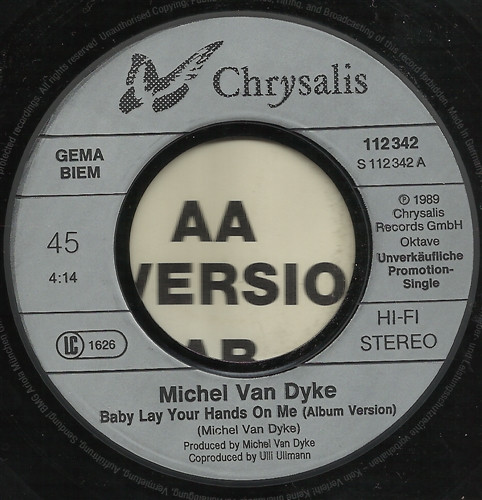 Chrysalis
GEMA
BIEM
112 342
S 112 342 A
45
4:14
℗ 1989
Chrysalis
Records GmbH
Oktave
Unverkäufliche
Promotion-
Single
AA
VERSIO
AR
LC 1626
HI-FI
STEREO
Michel Van Dyke
Baby Lay Your Hands On Me (Album Version)
(Michel Van Dyke)
Produced by Michel Van Dyke
Coproduced by Ulli Ullmann